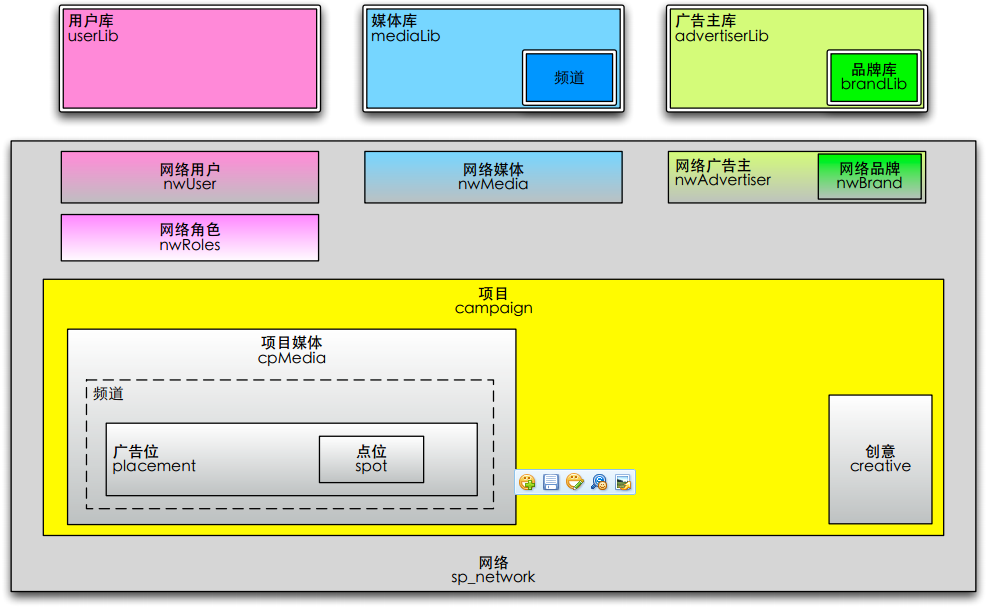 用户库
userLib
媒体库
mediaLib
频道
广告主库
advertiserLib
品牌库
brandLib
网络用户
nwUser
网络媒体
nwMedia
网络广告主
nwAdvertiser
网络品牌
nwBrand
网络角色
nwRoles
项目
campaign
项目媒体
cpMedia
频道
广告位
placement
点位
spot
创意
creative
网络
sp_network